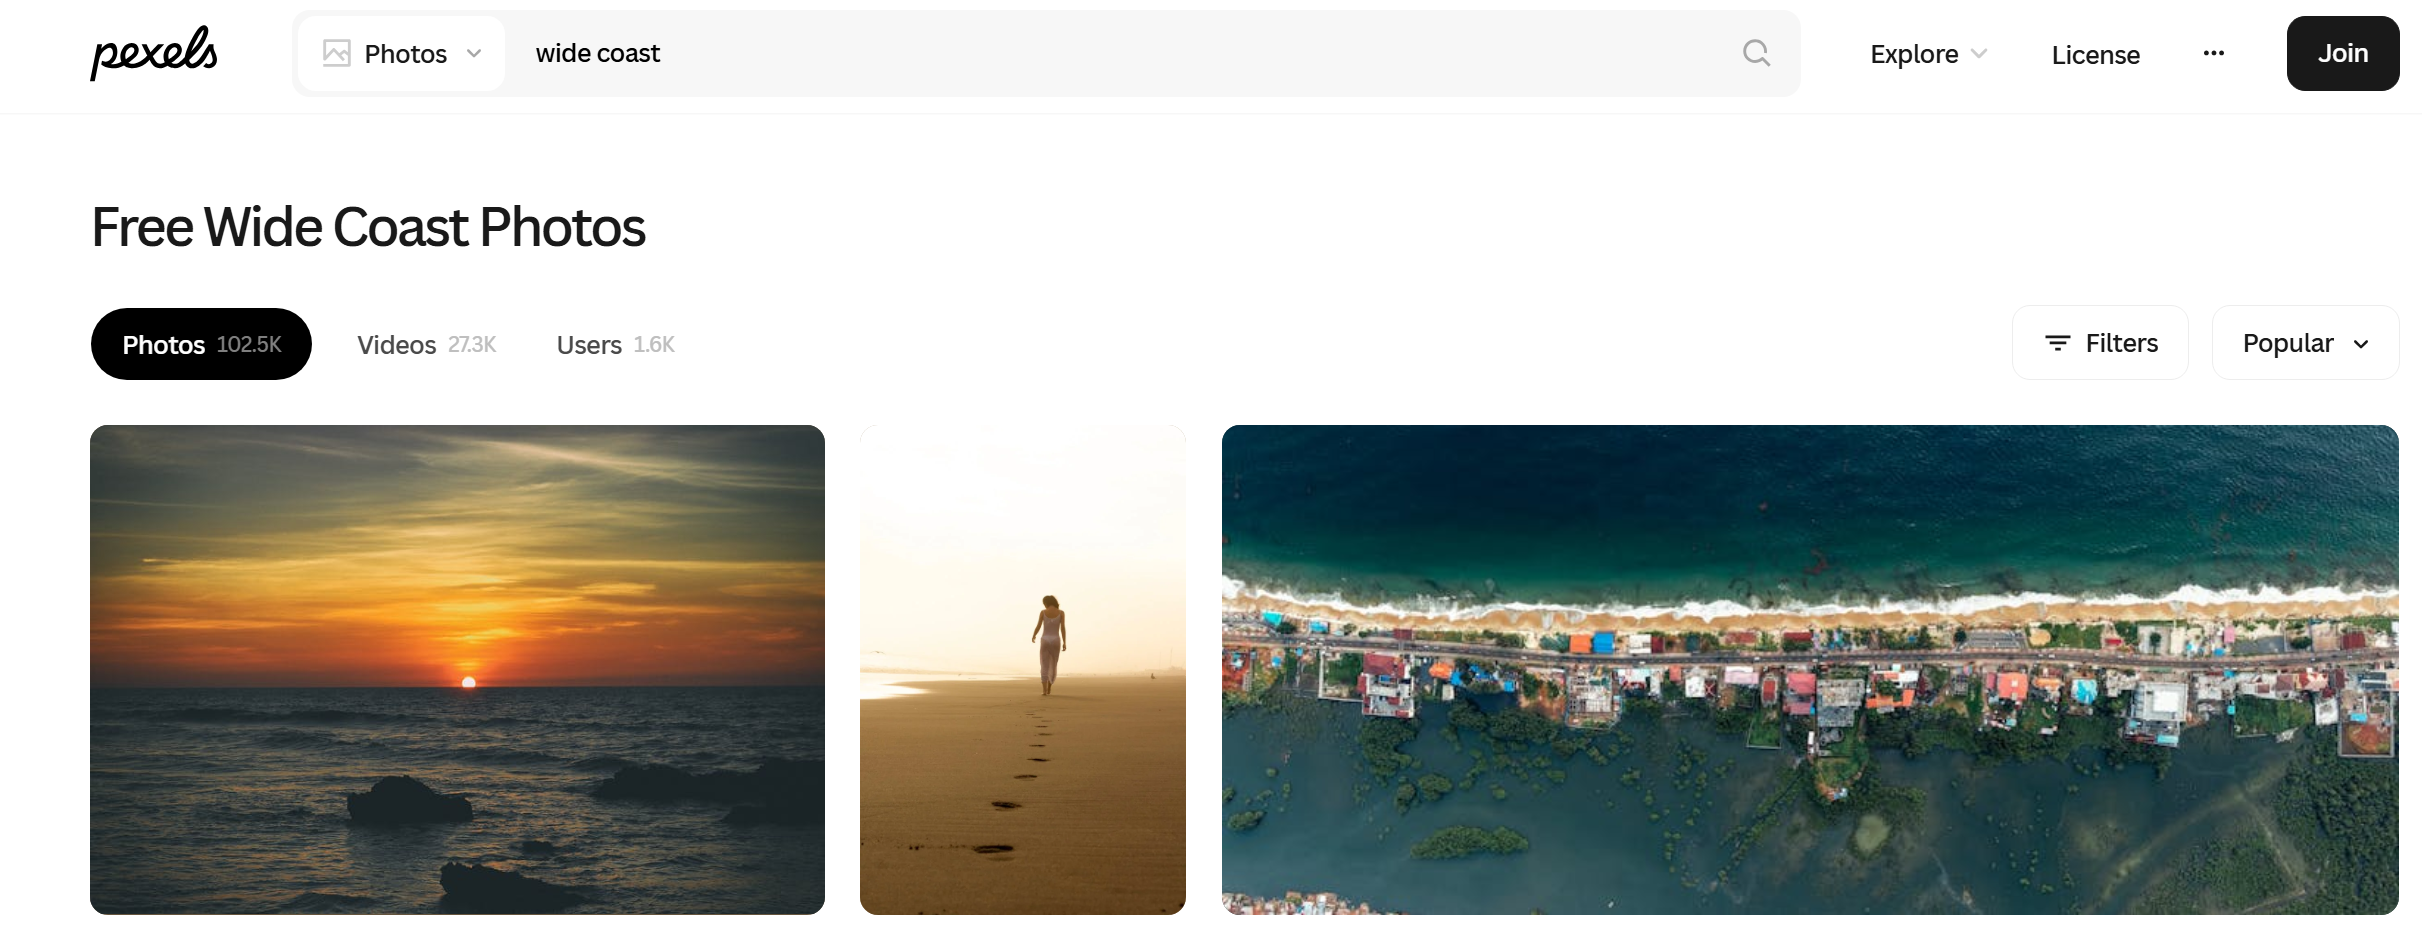 pexels
Photos
wide coast
Explore
License
Join
Free Wide Coast Photos
Photos 102.5K
Videos 27.3K
Users 1.6K
Filters
Popular